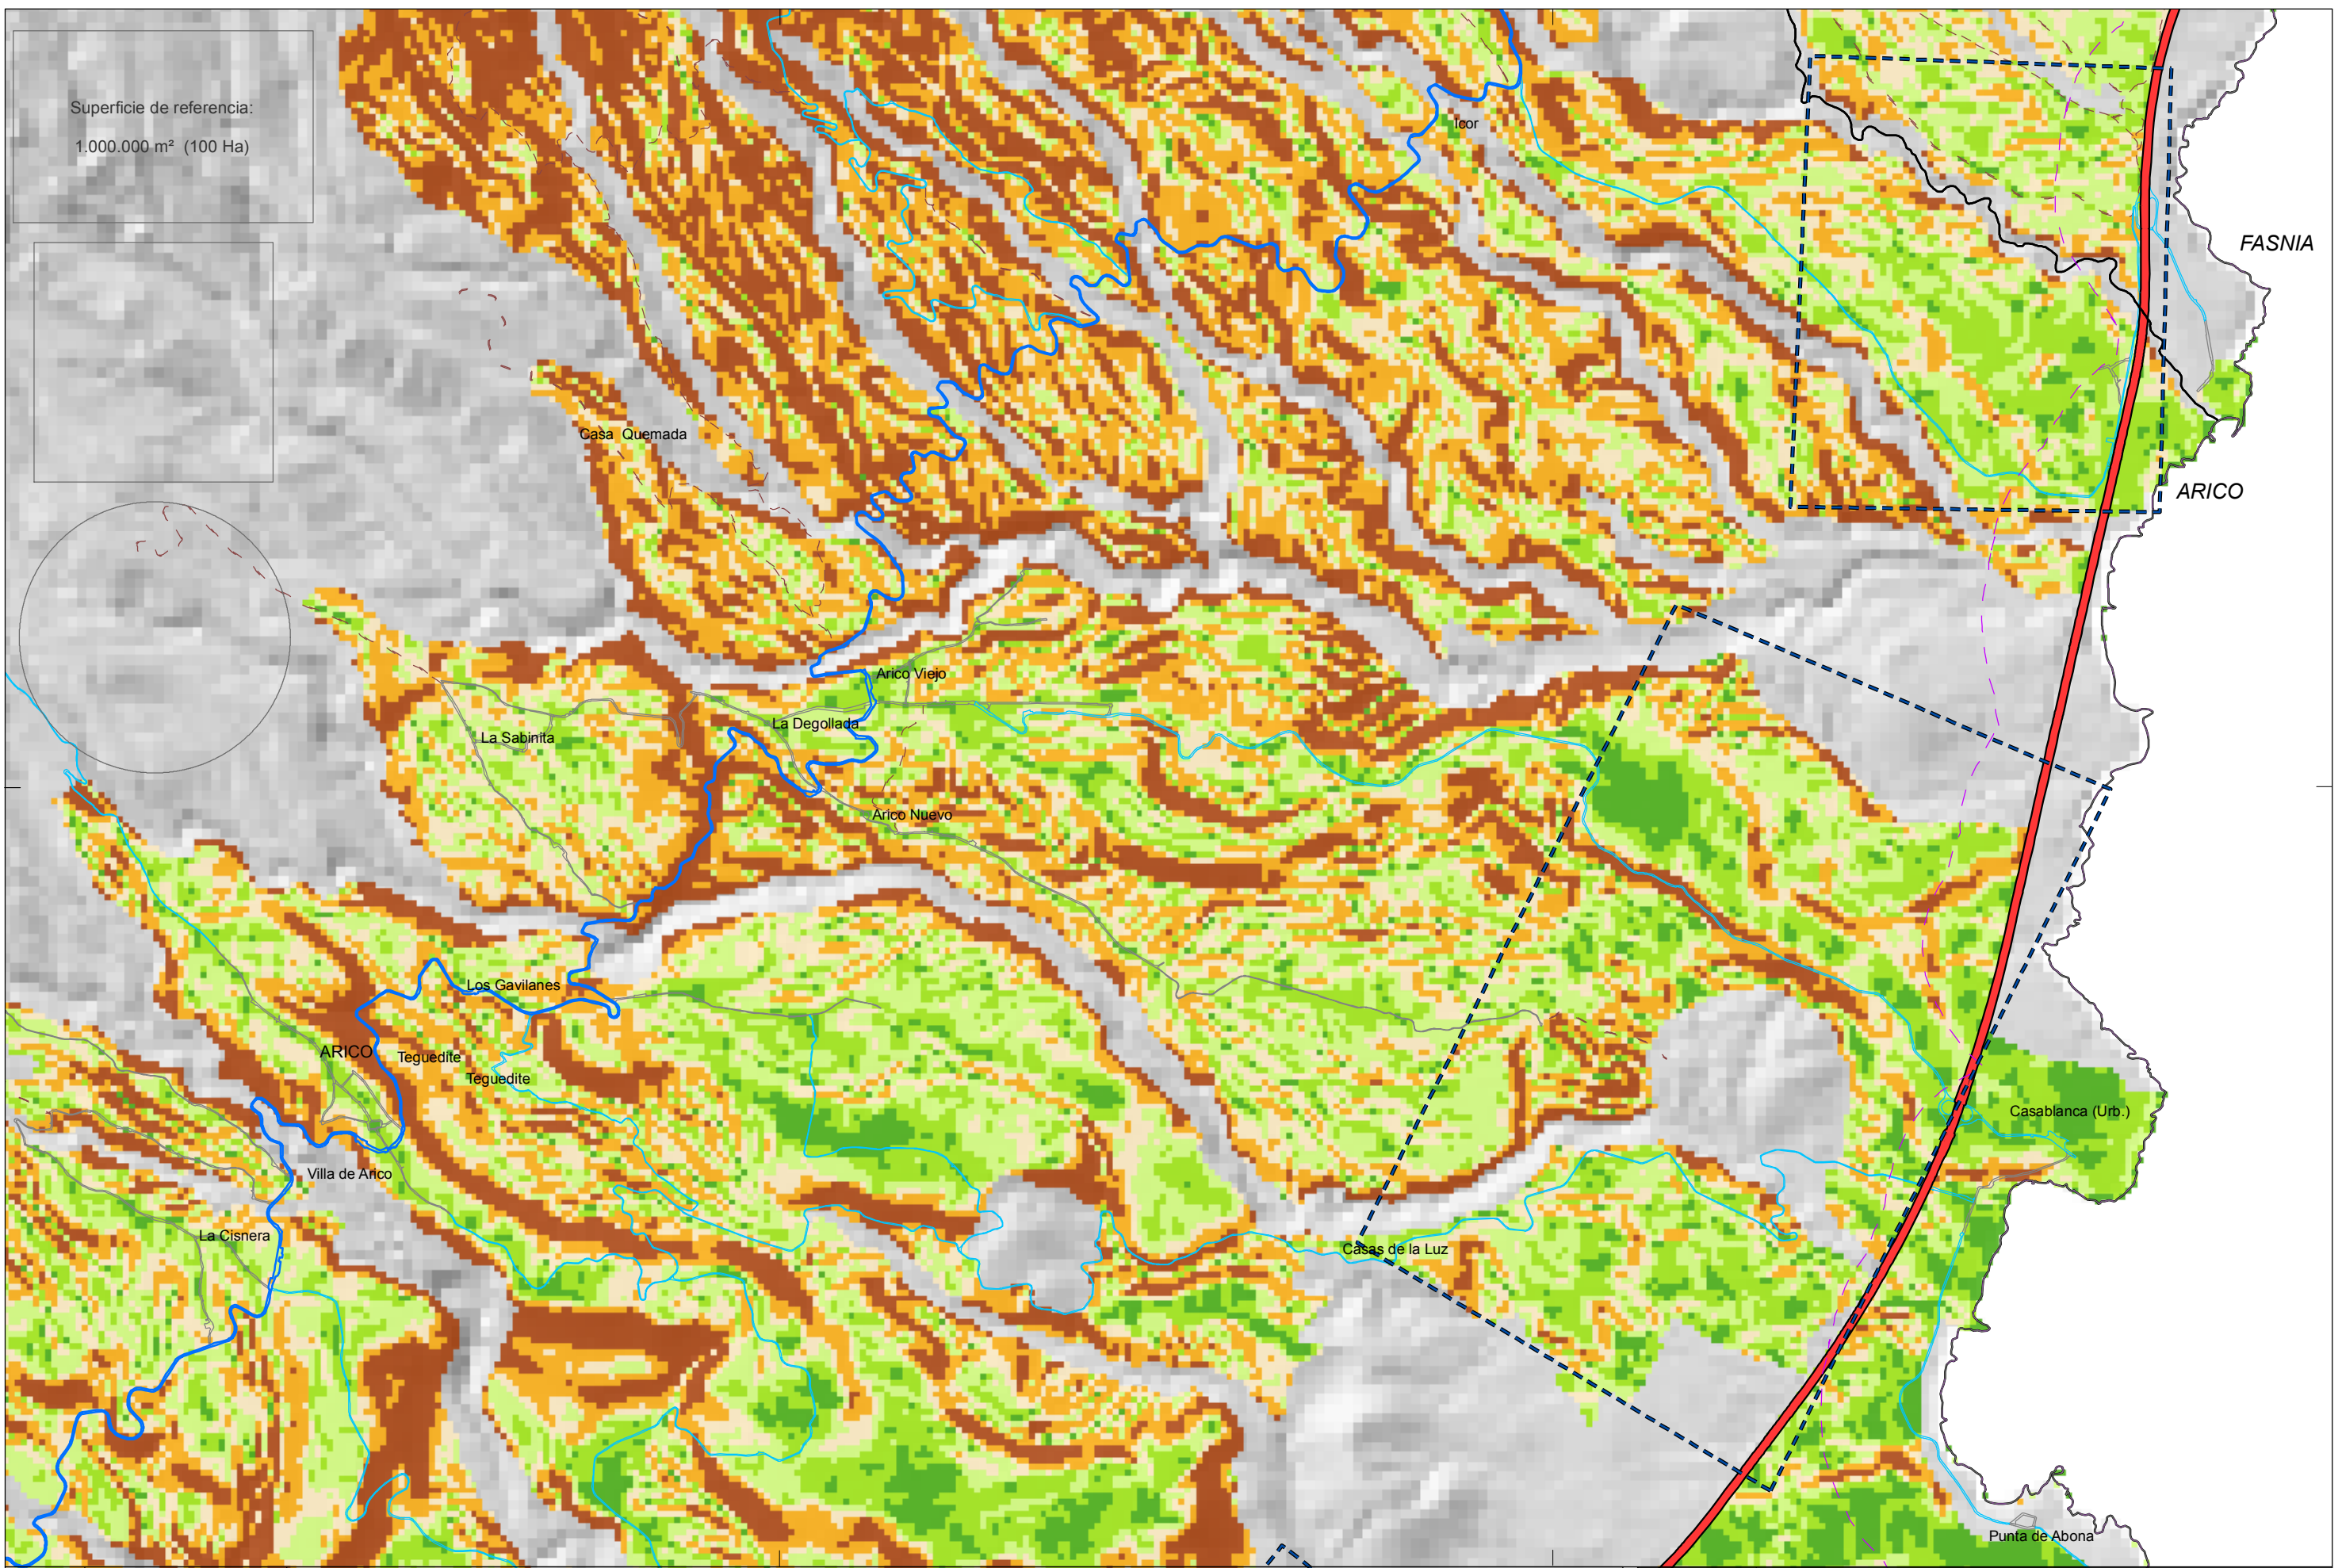 Superficie de referencia:
1.000.000 m² (100 Ha)
Icor
FASNIA
Casa Quemada
ARICO
Arico Viejo
La Degollada
La Sabinita
Arico Nuevo
Los Gavilanes
ARICO
Teguedite
Teguedite
Casablanca (Urb.)
Villa de Arico
La Cisnera
Casas de la Luz
Punta de Abona